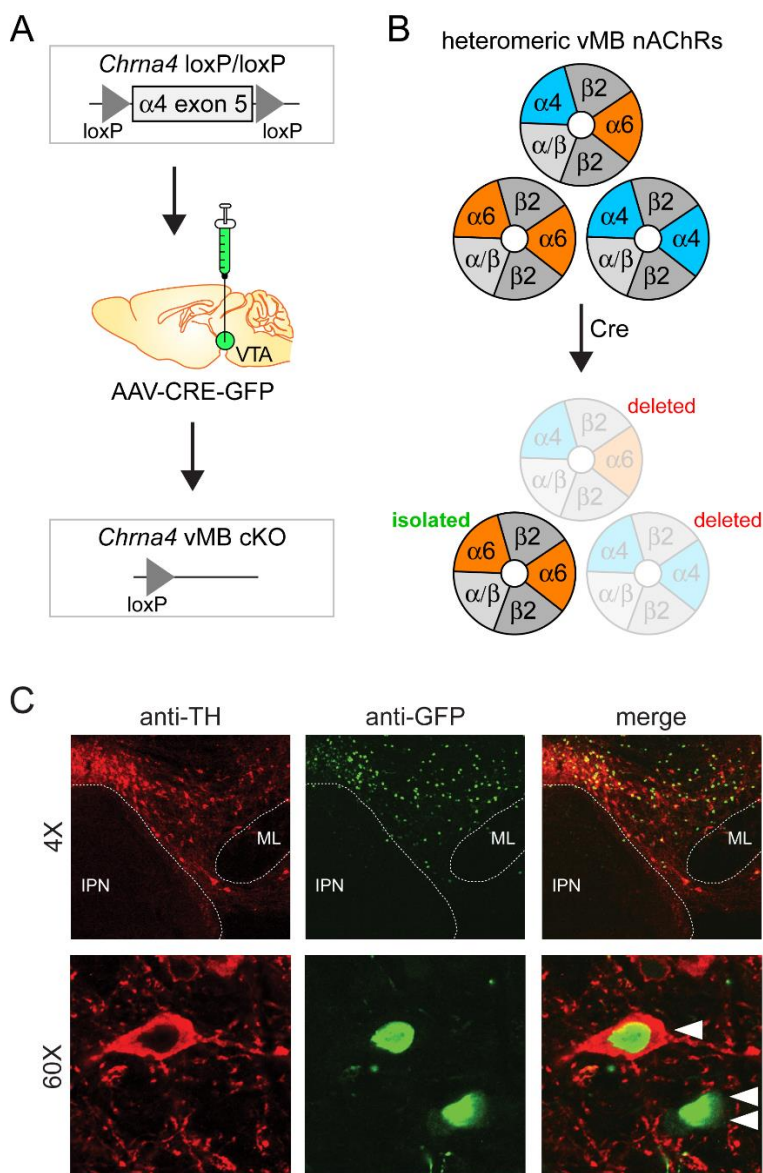 A
Chrna4 loxP/loxP
α4 exon 5
loxP
loxP
VTA
AAV-CRE-GFP
Chrna4 vMB cKO
loxP
B
heteromeric vMB nAChRs
α4
β2
α6
β2
α/β
α6
β2
α6
β2
α/β
α4
β2
α4
β2
α/β
Cre
deleted
α4
β2
α6
β2
α/β
isolated
deleted
α6
β2
α6
β2
α/β
α4
β2
α4
β2
α/β
C
anti-TH
anti-GFP
merge
4X
IPN
ML
IPN
ML
IPN
ML
60X